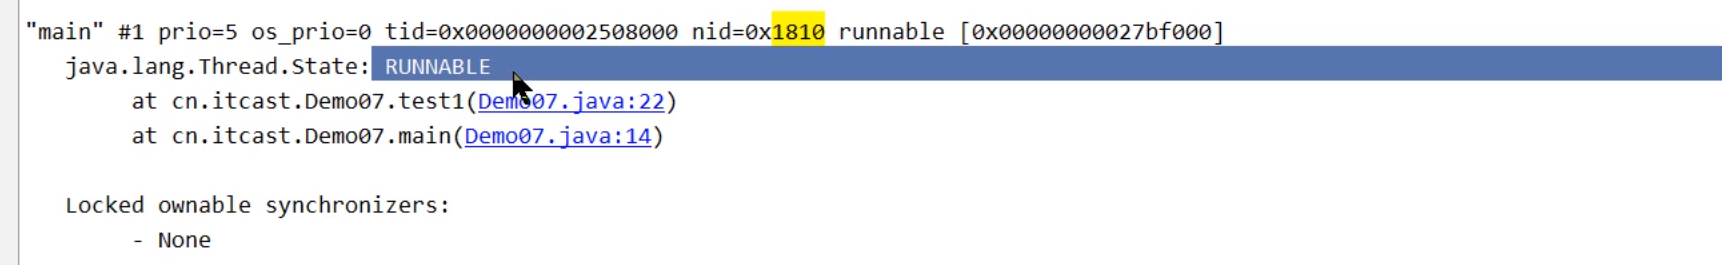 "main" #1 prio=5 os_prio=0 tid=0x0000000002508000 nid=0x1810 runnable [0x00000000027bf000]
java.lang.Thread.State: RUNNABLE
at cn.itcast.Demo07.test1(Demo07.java:22)
at cn.itcast.Demo07.main(Demo07.java:14)
Locked ownable synchronizers:
- None